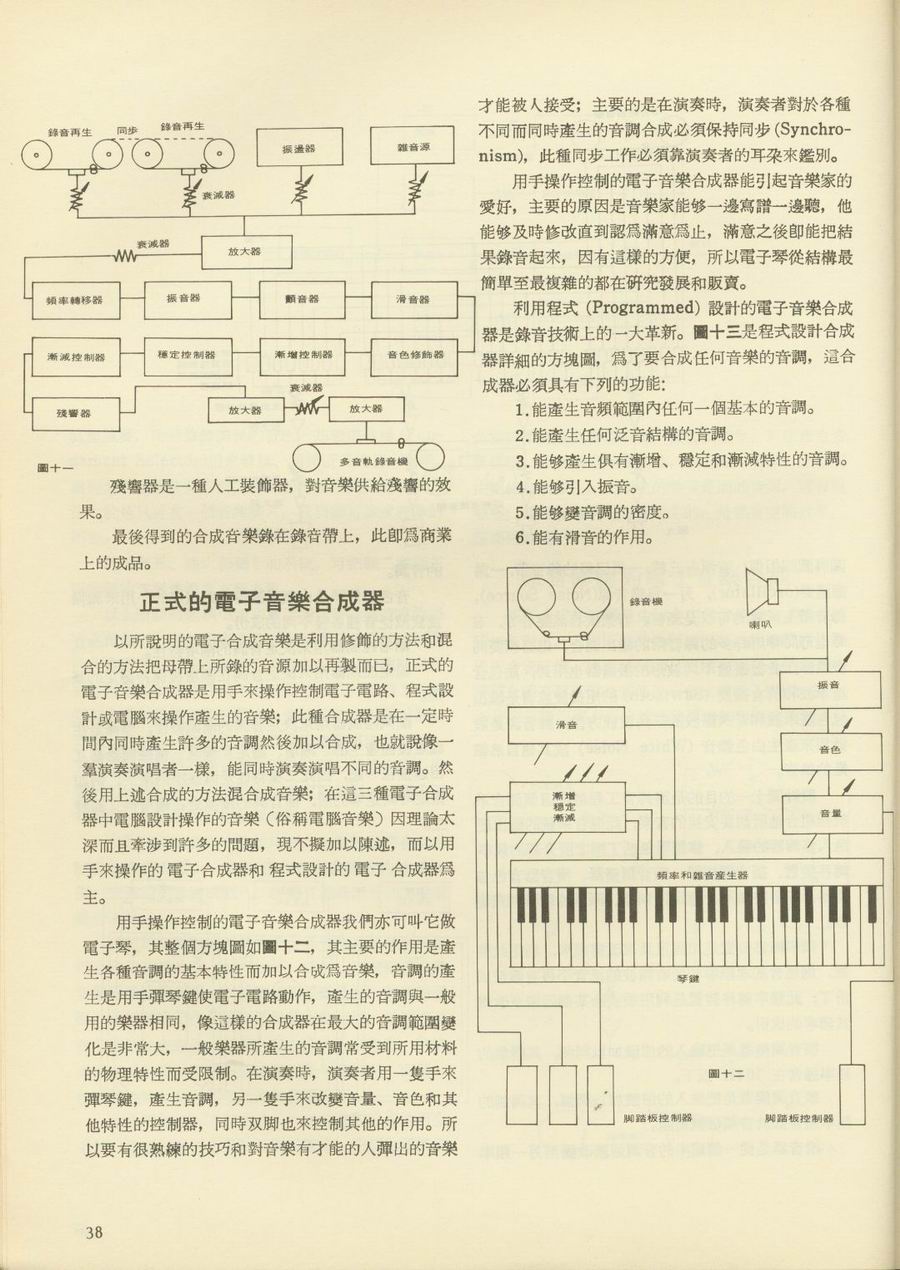 錄音再生
同步
錄音再生
振盪器
雜音源
衰減器
衰減器
放大器
頻率轉移器
振音器
顫音器
滑音器
漸減控制器
穩定控制器
漸增控制器
音色修飾器
衰減器
殘響器
放大器
放大器
多音軌錄音機
圖十一
殘響器是一種人工裝飾器，對音樂供給殘響的效
果。
最後得到的合成音樂錄在錄音帶上，此卽爲商業
上的成品。
正式的電子音樂合成器
以所說明的電子合成音樂是利用修飾的方法和混
合的方法把母帶上所錄的音源加以再製而已，正式的
電子音樂合成器是用手來操作控制電子電路、程式設
計或電腦來操作產生的音樂；此種合成器是在一定時
間內同時產生許多的音調然後加以合成，也就說像一
羣演奏演唱者一樣，能同時演奏演唱不同的音調。然
後用上述合成的方法混合成音樂；在這三種電子合成
器中電腦設計操作的音樂（俗稱電腦音樂）因理論太
深而且牽涉到許多的問題，現不擬加以陳述，而以用
手來操作的電子合成器和程式設計的電子合成器爲
主。
用手操作控制的電子音樂合成器我們亦可叫它做
電子琴，其整個方塊圖如圖十二，其主要的作用是產
生各種音調的基本特性而加以合成爲音樂，音調的產
生是用手彈琴鍵使電子電路動作，產生的音調與一般
用的樂器相同，像這樣的合成器在最大的音調範圍變
化是非常大，一般樂器所產生的音調常受到所用材料
的物理特性而受限制。在演奏時，演奏者用一隻手來
彈琴鍵，產生音調，另一隻手來改變音量、音色和其
他特性的控制器，同時双脚也來控制其他的作用。所
以要有很熟練的技巧和對音樂有才能的人彈出的音樂
才能被人接受；主要的是在演奏時，演奏者對於各種
不同而同時產生的音調合成必須保持同步 (Synchro-
nism)，此種同步工作必須靠演奏者的耳朶來鑑別。
用手操作控制的電子音樂合成器能引起音樂家的
愛好，主要的原因是音樂家能够一邊寫譜一邊聽，他
能够及時修改直到認爲滿意爲止，滿意之後卽能把結
果錄音起來，因有這樣的方便，所以電子琴從結構最
簡單至最複雜的都在研究發展和販賣。
利用程式 (Programmed) 設計的電子音樂合成
器是錄音技術上的一大革新。圖十三是程式設計合成
器詳細的方塊圖，爲了要合成任何音樂的音調，這合
成器必須具有下列的功能：
1.能產生音頻範圍內任何一個基本的音調。
2.能產生任何泛音結構的音調。
3.能够產生俱有漸增、穩定和漸減特性的音調。
4.能够引入振音。
5.能够變音調的密度。
6.能有滑音的作用。
錄音機
喇叭
振音
滑音
音色
漸增
穩定
漸減
音量
頻率和雜音產生器
琴鍵
圖十二
脚踏板控制器
脚踏板控制器
38